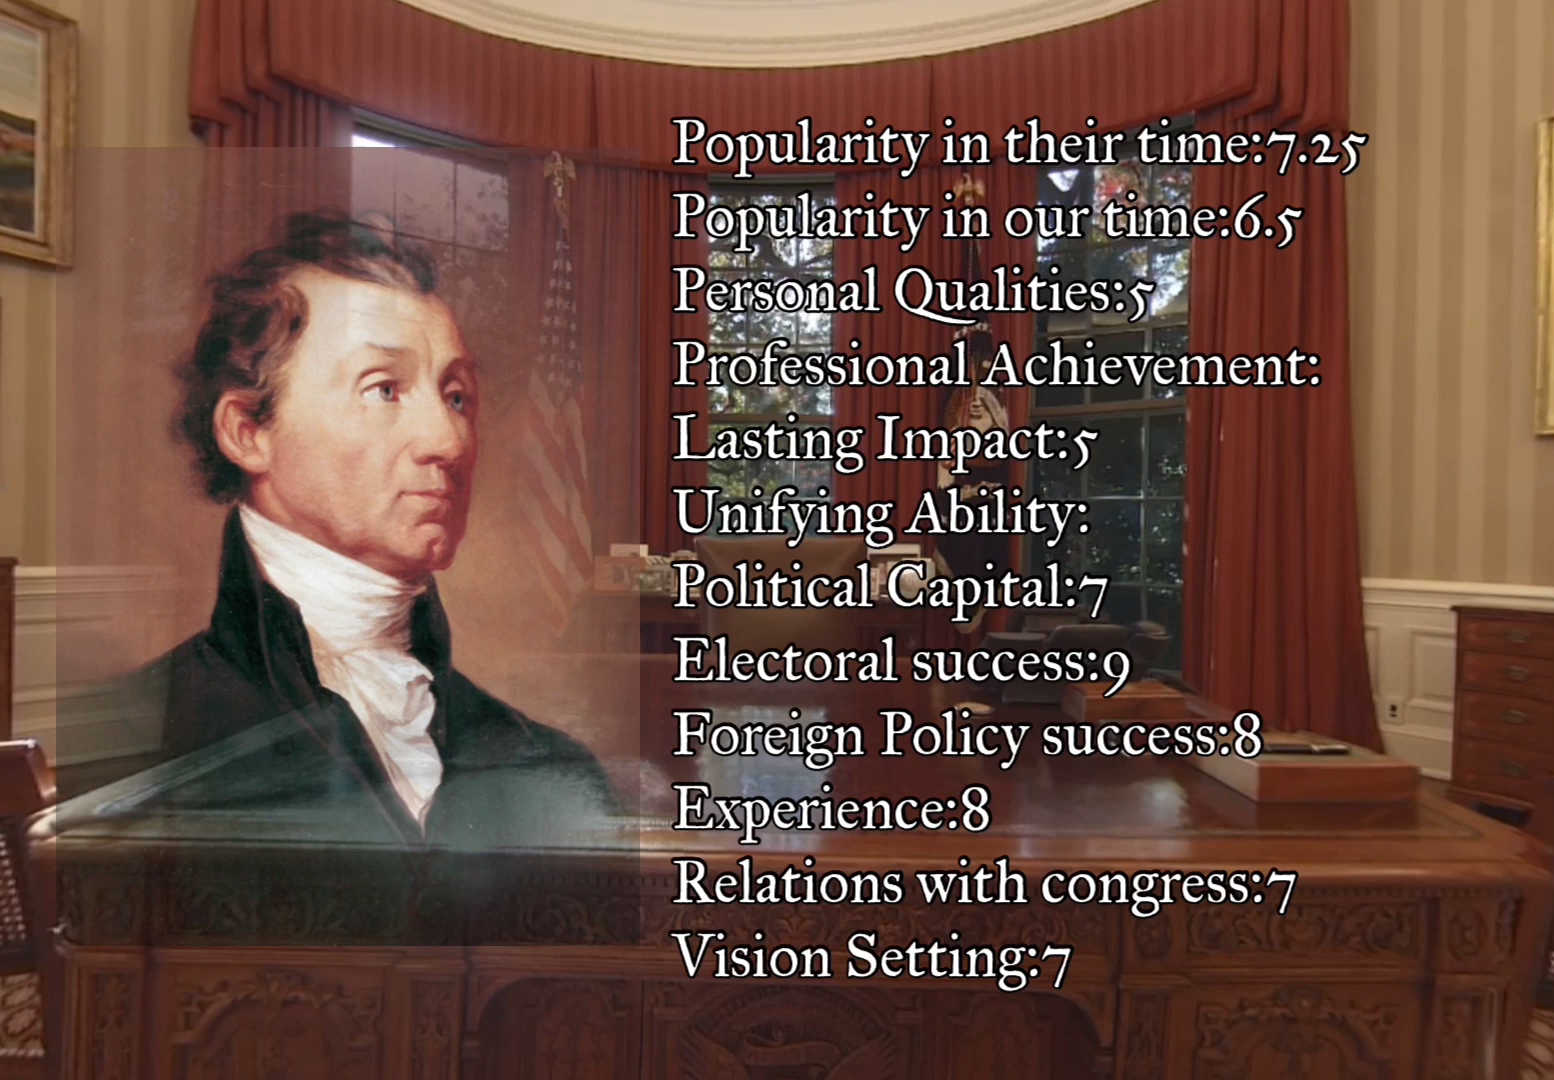 Popularity in their time:7.25
Popularity in our time:6.5
Personal Qualities:5
Professional Achievement:
Lasting Impact:5
Unifying Ability:
Political Capital:7
Electoral success:9
Foreign Policy success:8
Experience:8
Relations with congress:7
Vision Setting:7